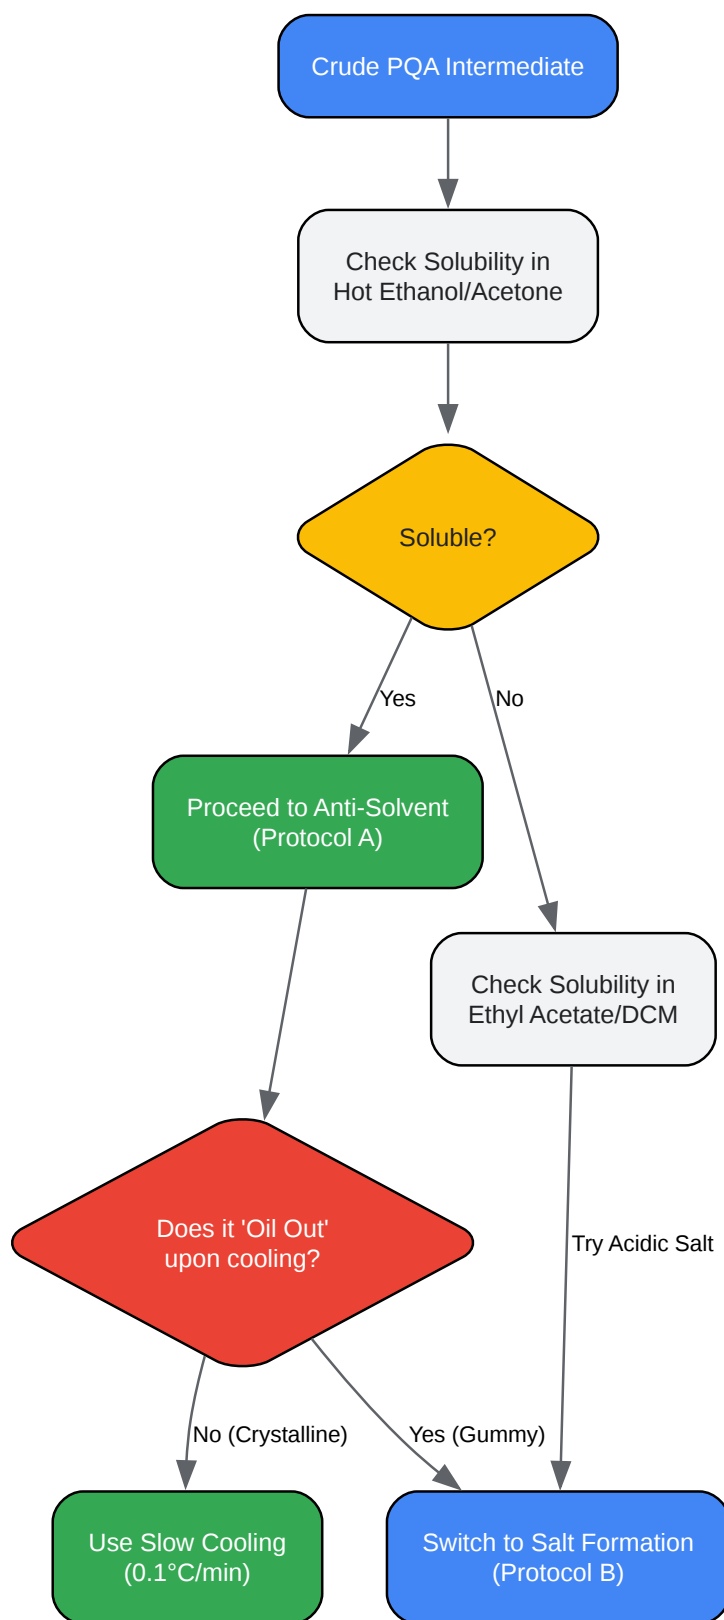 Crude PQA Intermediate
Check Solubility in
Hot Ethanol/Acetone
Soluble?
Yes
No
Proceed to Anti-Solvent
(Protocol A)
Check Solubility in
Ethyl Acetate/DCM
Does it 'Oil Out'
upon cooling?
Try Acidic Salt
No (Crystalline)
Yes (Gummy)
Use Slow Cooling
(0.1°C/min)
Switch to Salt Formation
(Protocol B)